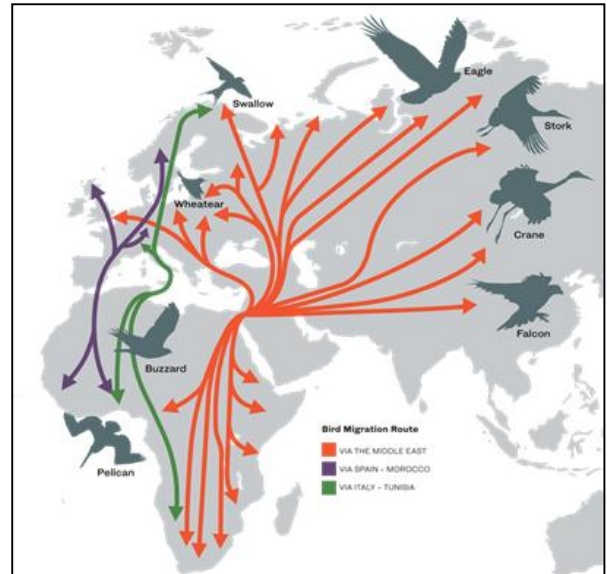 Eagle
Swallow
Stork
Wheatear
Crane
Falcon
Buzzard
Pelican
Bird Migration Route
VIA THE MIDDLE EAST
VIA SPAIN – MOROCCO
VIA ITALY – TUNISIA